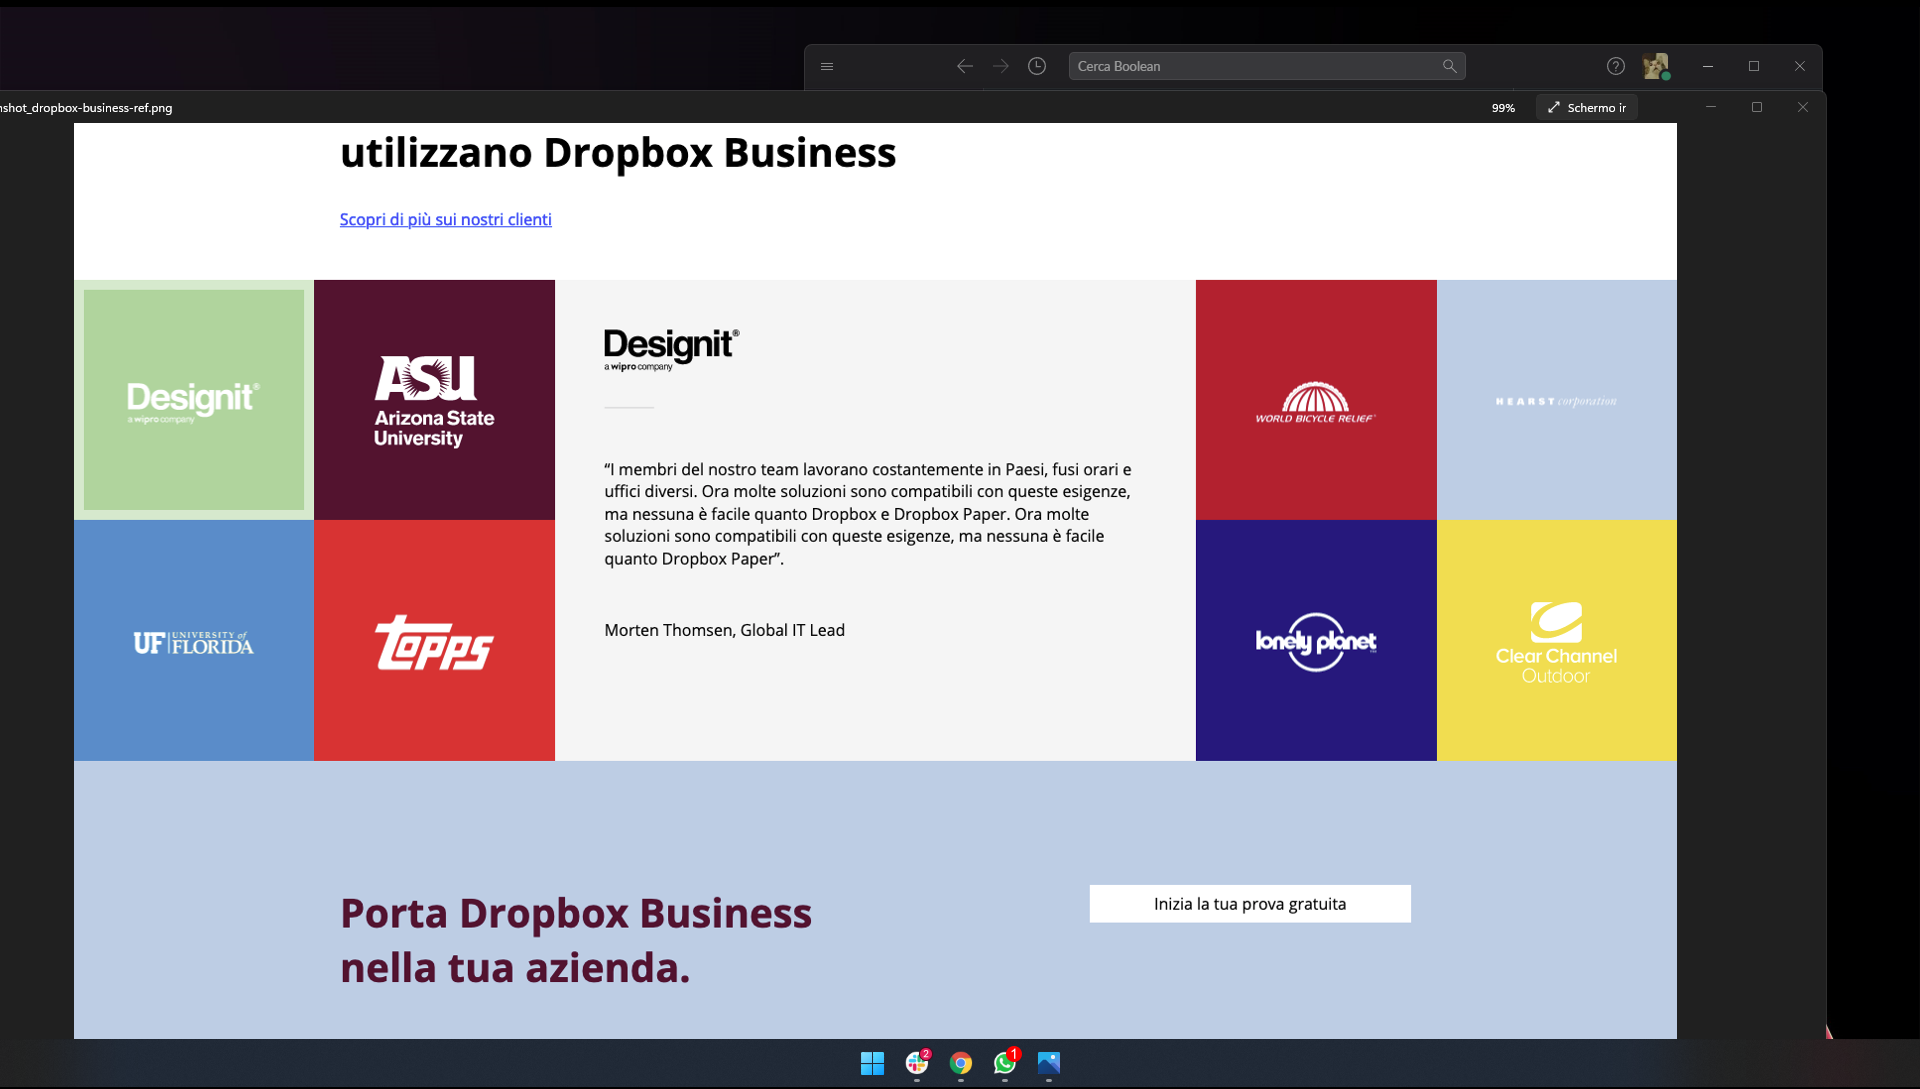 Cerca Boolean
nshot_dropbox-business-ref.png
99%
Schermo ir
utilizzano Dropbox Business
Scopri di più sui nostri clienti
Designit®
a wipro company
ASU
Arizona State
University
Designit®
a wipro company
“I membri del nostro team lavorano costantemente in Paesi, fusi orari e
uffici diversi. Ora molte soluzioni sono compatibili con queste esigenze,
ma nessuna è facile quanto Dropbox e Dropbox Paper. Ora molte
soluzioni sono compatibili con queste esigenze, ma nessuna è facile
quanto Dropbox Paper”.
Morten Thomsen, Global IT Lead
WORLD BICYCLE RELIEF
HEARST corporation
UF UNIVERSITY of
FLORIDA
Topps
lonely planet
Clear Channel
Outdoor
Porta Dropbox Business
nella tua azienda.
Inizia la tua prova gratuita
2
1